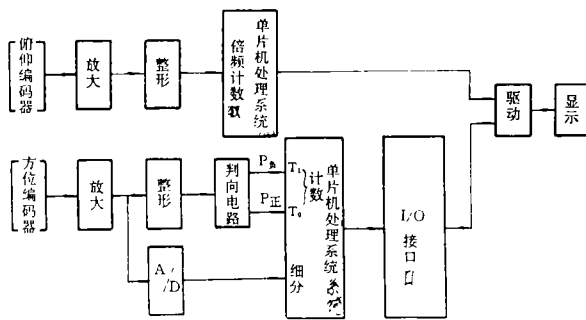 俯仰编码器
放大
整形
倍频计数
单片机处理系统
驱动
显示
方位编码器
放大
整形
判向电路
P负
P正
T₁
T₀
计数
单片机处理系统
系统
细分
A/D
I/O
接口